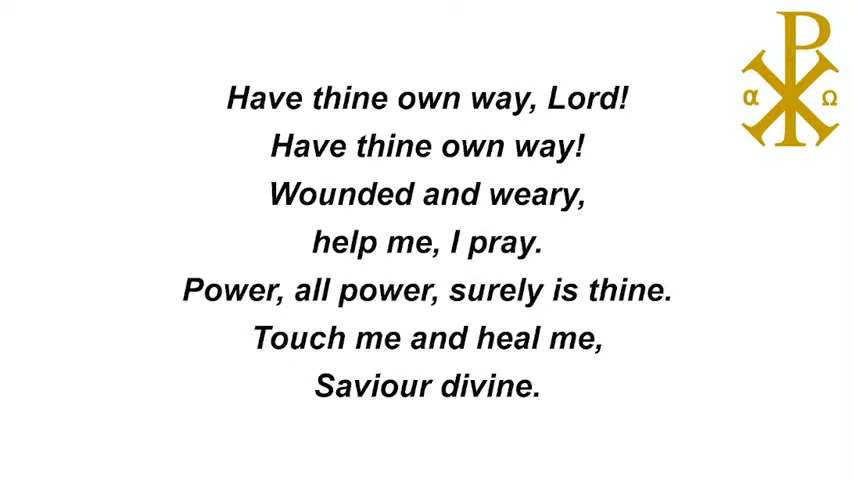 Have thine own way, Lord!
Have thine own way!
Wounded and weary,
help me, I pray.
Power, all power, surely is thine.
Touch me and heal me,
Saviour divine.
α Ω